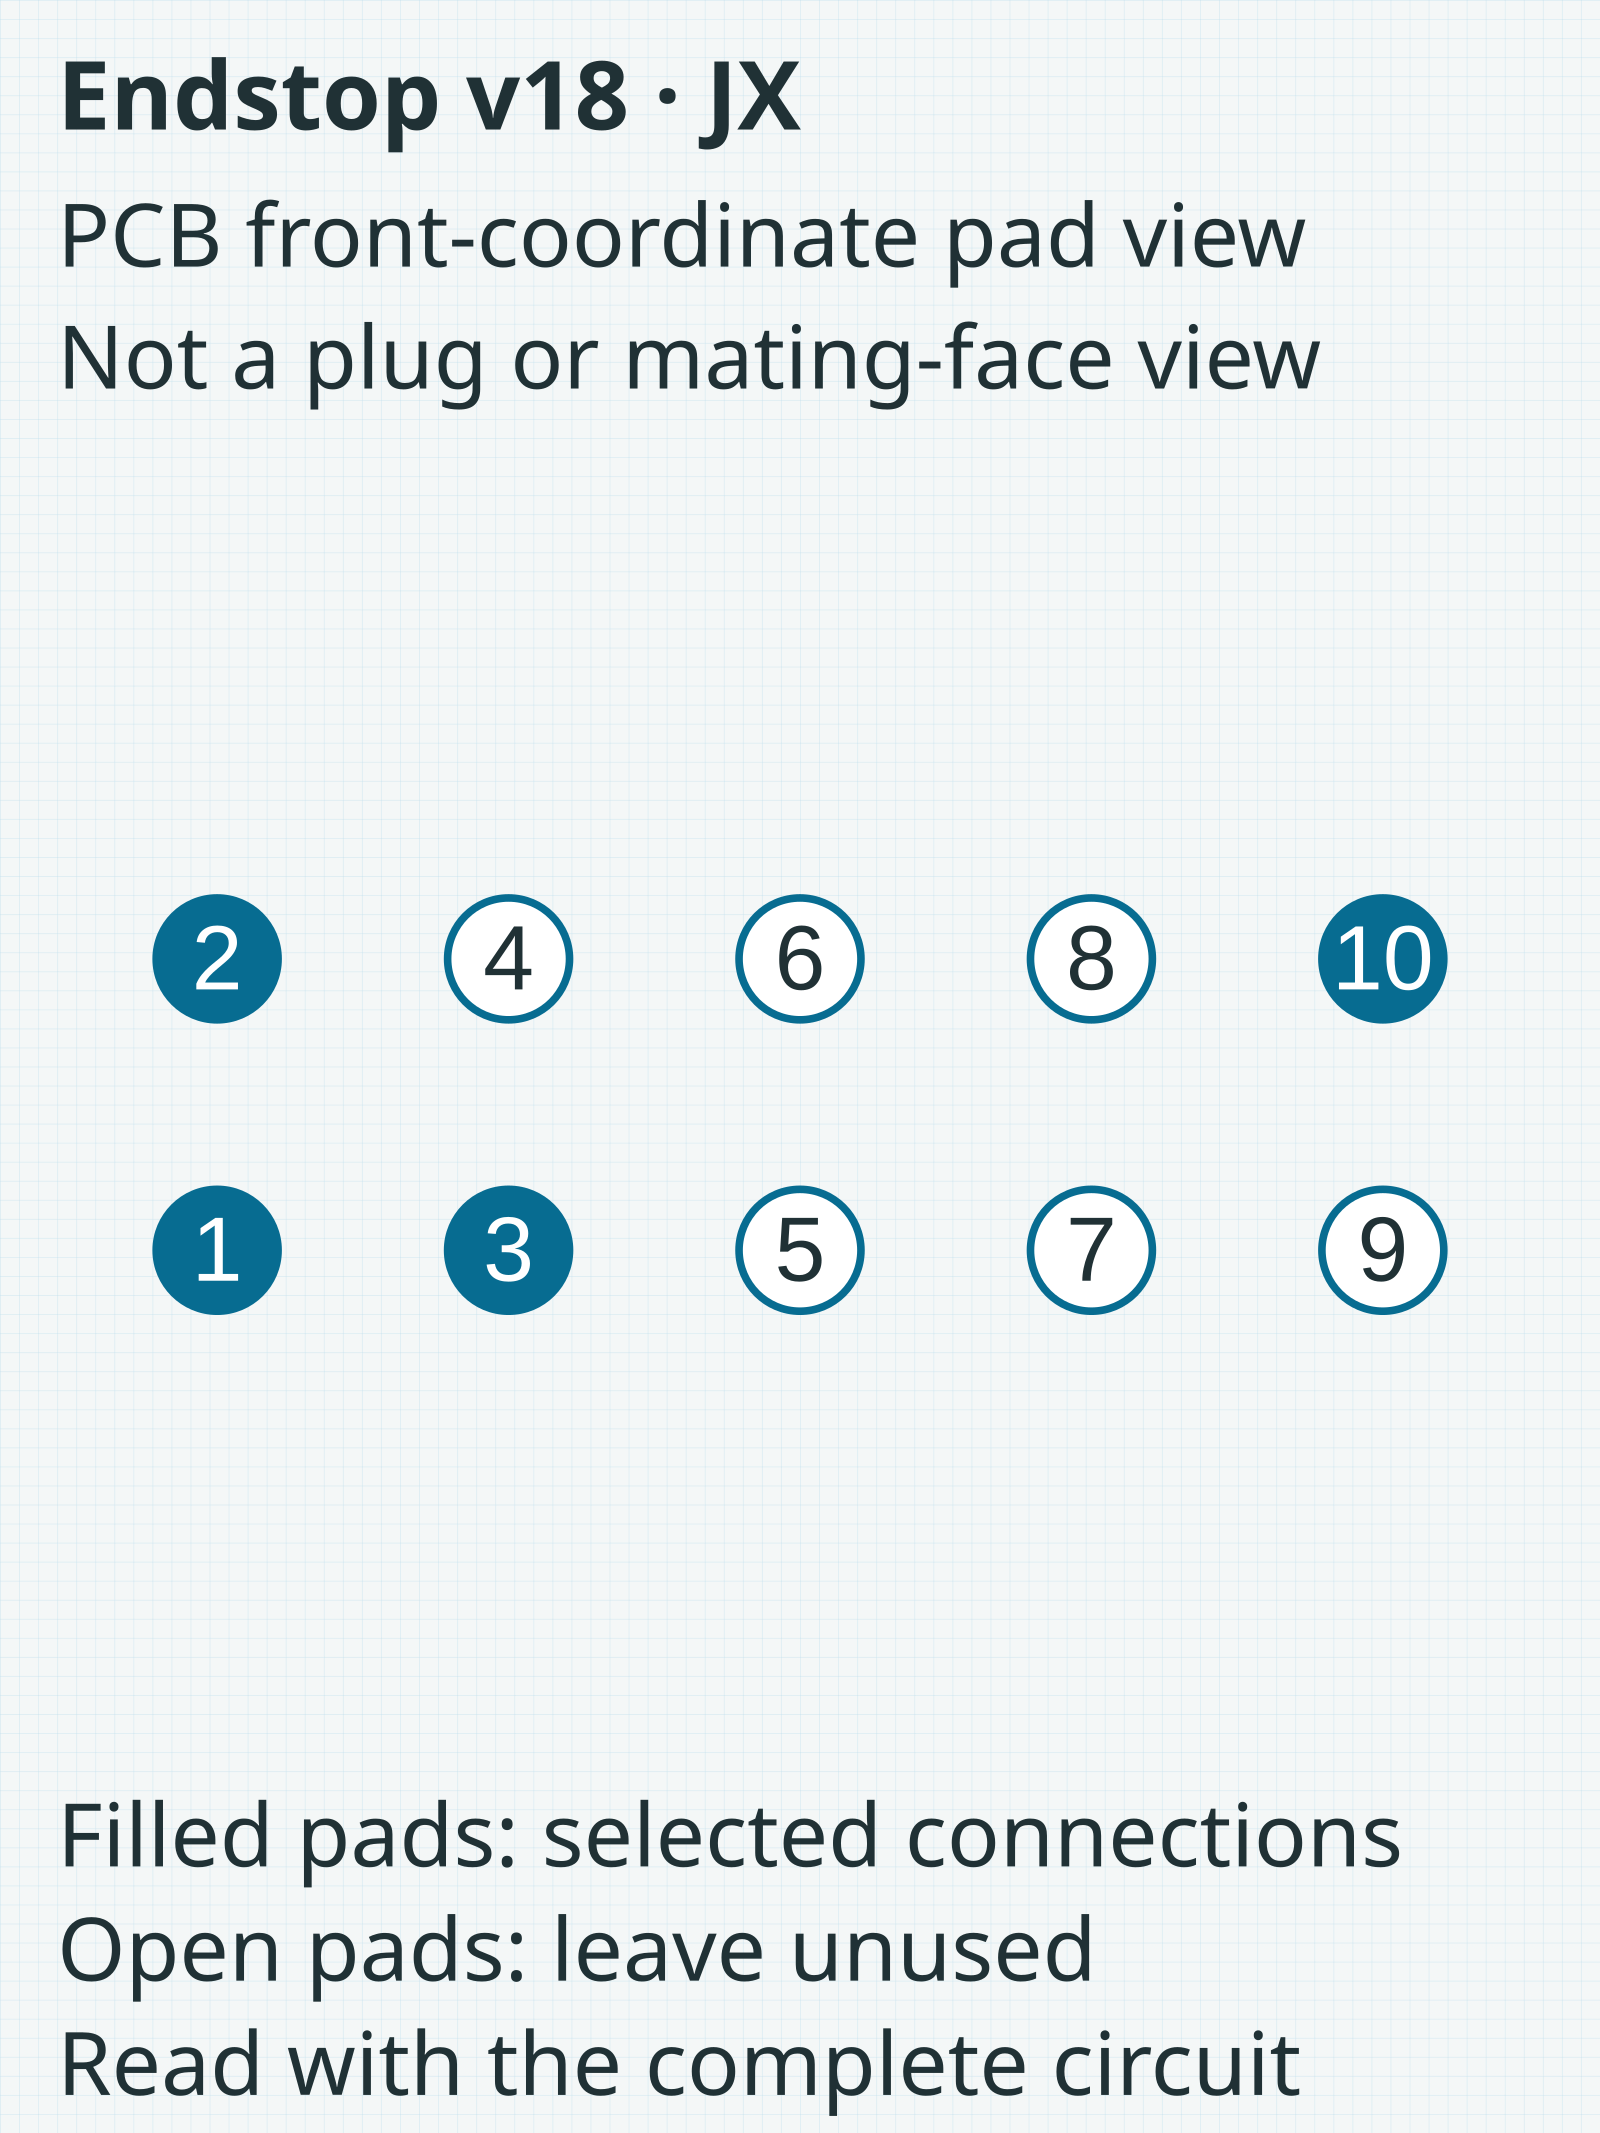 Endstop v18 · JX
PCB front-coordinate pad view
Not a plug or mating-face view
2 4 6 8 10
1 3 5 7 9
Filled pads: selected connections
Open pads: leave unused
Read with the complete circuit